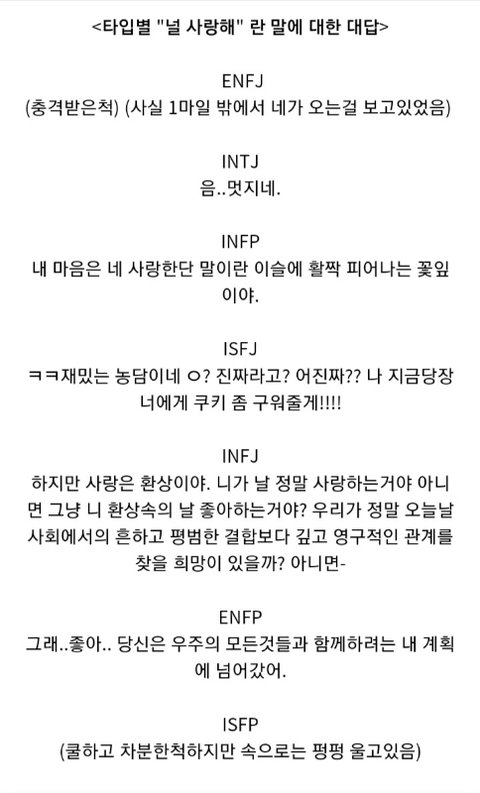 <타입별 "널 사랑해" 란 말에 대한 대답>
ENFJ
(충격받은척) (사실 1마일 밖에서 네가 오는걸 보고있었음)
INTJ
음..멋지네.
INFP
내 마음은 네 사랑한단 말이란 이슬에 활짝 피어나는 꽃잎
이야.
ISFJ
ㅋㅋ재밌는 농담이네 ㅇ? 진짜라고? 어진짜?? 나 지금당장
너에게 쿠키 좀 구워줄게!!!!
INFJ
하지만 사랑은 환상이야. 니가 날 정말 사랑하는거야 아니
면 그냥 니 환상속의 날 좋아하는거야? 우리가 정말 오늘날
사회에서의 흔하고 평범한 결합보다 깊고 영구적인 관계를
찾을 희망이 있을까? 아니면-
ENFP
그래..좋아.. 당신은 우주의 모든것들과 함께하려는 내 계획
에 넘어갔어.
ISFP
(쿨하고 차분한척하지만 속으로는 펑펑 울고있음)